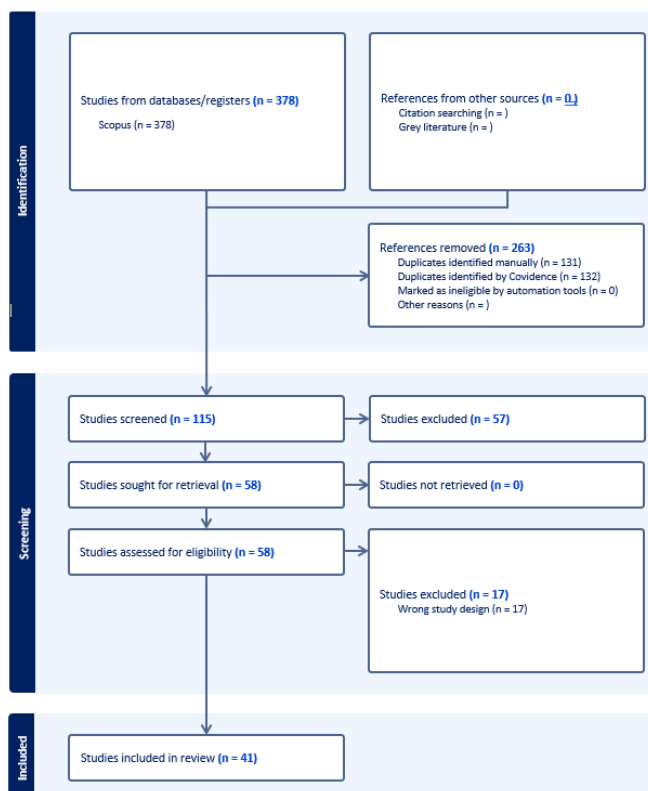 Identification
Studies from databases/registers (n = 378)
Scopus (n = 378)
References from other sources (n = 0 )
Citation searching (n = )
Grey literature (n = )
References removed (n = 263)
Duplicates identified manually (n = 131)
Duplicates identified by Covidence (n = 132)
Marked as ineligible by automation tools (n = 0)
Other reasons (n = )
Screening
Studies screened (n = 115)
Studies excluded (n = 57)
Studies sought for retrieval (n = 58)
Studies not retrieved (n = 0)
Studies assessed for eligibility (n = 58)
Studies excluded (n = 17)
Wrong study design (n = 17)
Included
Studies included in review (n = 41)